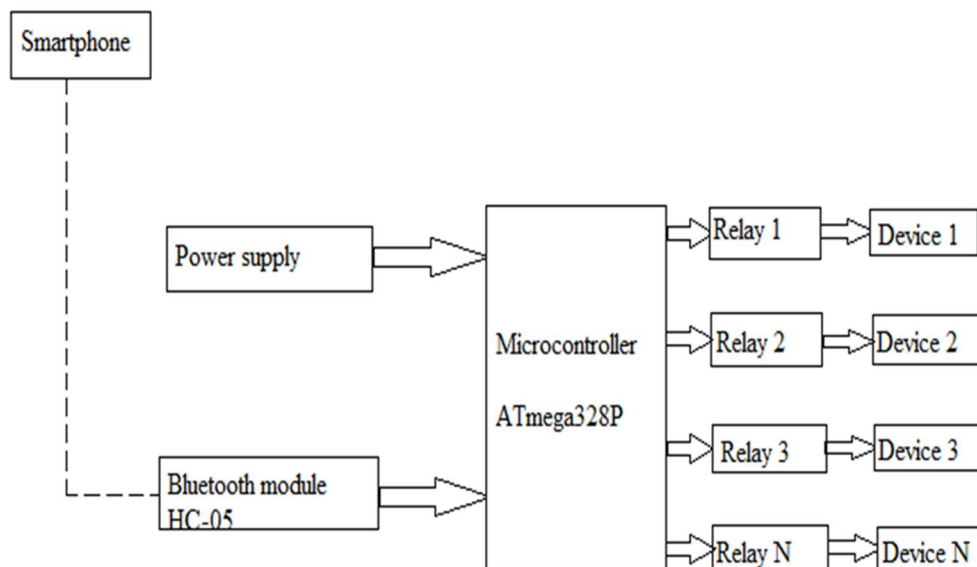 Smartphone
Power supply
Bluetooth module
HC-05
Microcontroller
ATmega328P
Relay 1
Device 1
Relay 2
Device 2
Relay 3
Device 3
Relay N
Device N